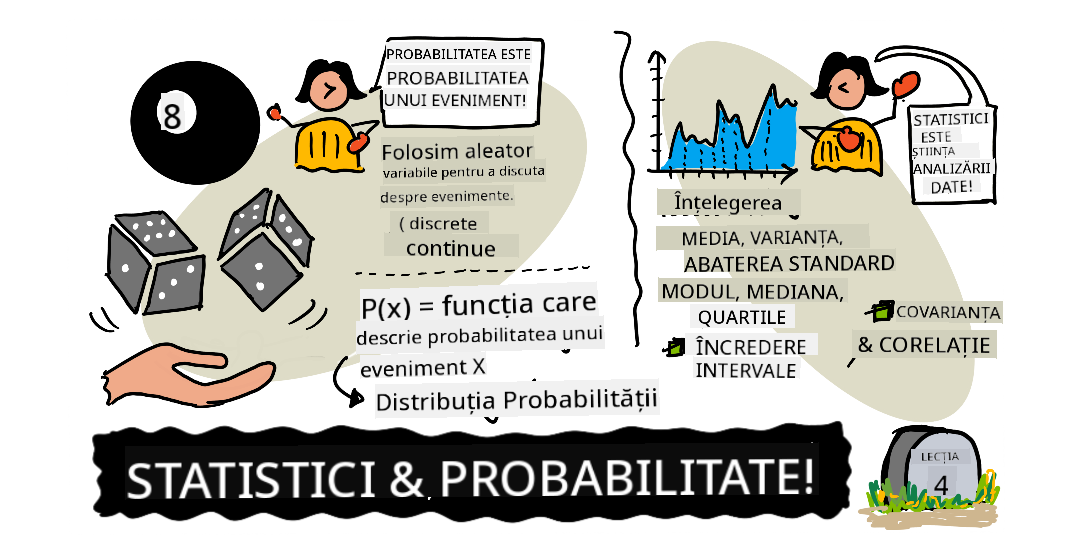 8
PROBABILITATEA ESTE
PROBABILITATEA
UNUI EVENIMENT!
Folosim aleator
variabile pentru a discuta
despre evenimente.
( discrete
continue
P(x) = funcția care
descrie probabilitatea unui
eveniment X
Distribuția Probabilității
STATISTICI
ESTE
ȘTIINȚA
ANALIZĂRII
DATE!
Înțelegerea
MEDIA, VARIANȚA,
ABATEREA STANDARD
MODUL, MEDIANA,
QUARTILE
ÎNCREDERE
INTERVALE
COVARIANȚA
& CORELAȚIE
STATISTICI & PROBABILITATE!
LECȚIA
4